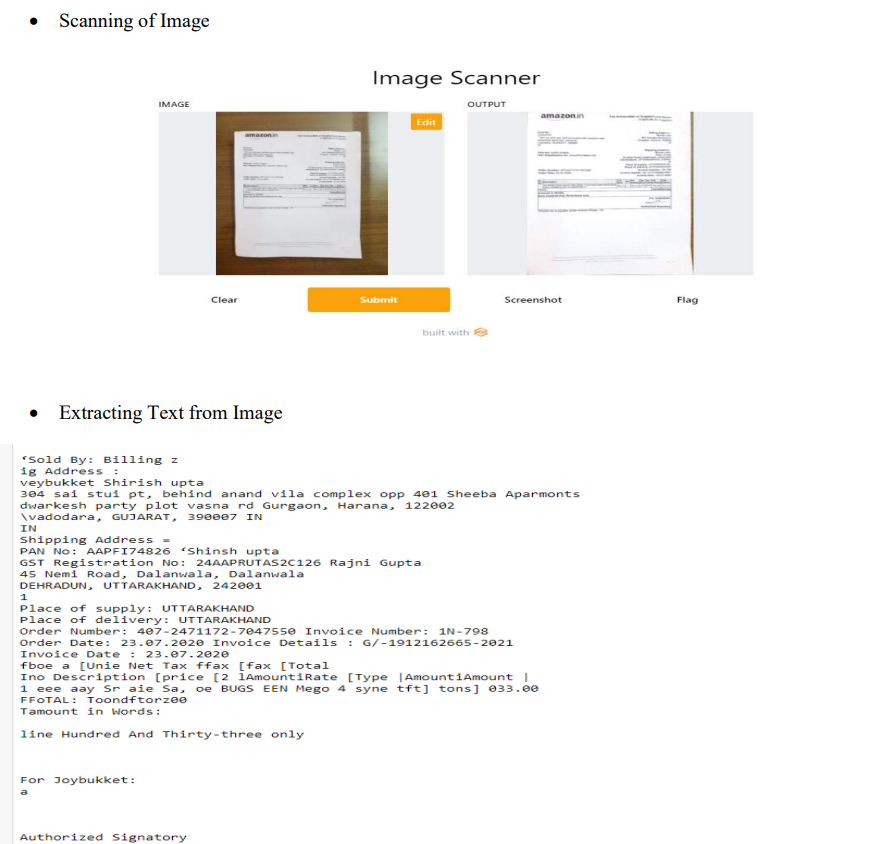 • Scanning of Image
Image Scanner
IMAGE
OUTPUT
amazon.in
Edit
amazon.in
Clear
Submit
Screenshot
Flag
built with
• Extracting Text from Image
‘Sold By: Billing z
ig Address :
veybukket Shirish upta
304 sai stui pt, behind anand vila complex opp 401 Sheeba Aparmonts
dwarkesh party plot vasna rd Gurgaon, Harana, 122002
\vadodara, GUJARAT, 390007 IN
IN
Shipping Address =
PAN No: AAPFI74826 ‘Shinsh upta
GST Registration No: 24AAPRUTAS2C126 Rajni Gupta
45 Nemi Road, Dalanwala, Dalanwala
DEHRADUN, UTTARAKHAND, 242001
1
Place of supply: UTTARAKHAND
Place of delivery: UTTARAKHAND
Order Number: 407-2471172-7047550 Invoice Number: 1N-798
Order Date: 23.07.2020 Invoice Details : G/-1912162665-2021
Invoice Date : 23.07.2020
fboe a [Unie Net Tax ffax [fax [Total
Ino Description [price [2 lAmountiRate [Type |AmountiAmount |
1 eee aay Sr aie Sa, oe BUGS EEN Mego 4 syne tft] tons] 033.00
FFoTAL: Toondftorz00
Tamount in Words:
line Hundred And Thirty-three only
For Joybukket:
a
Authorized Signatory